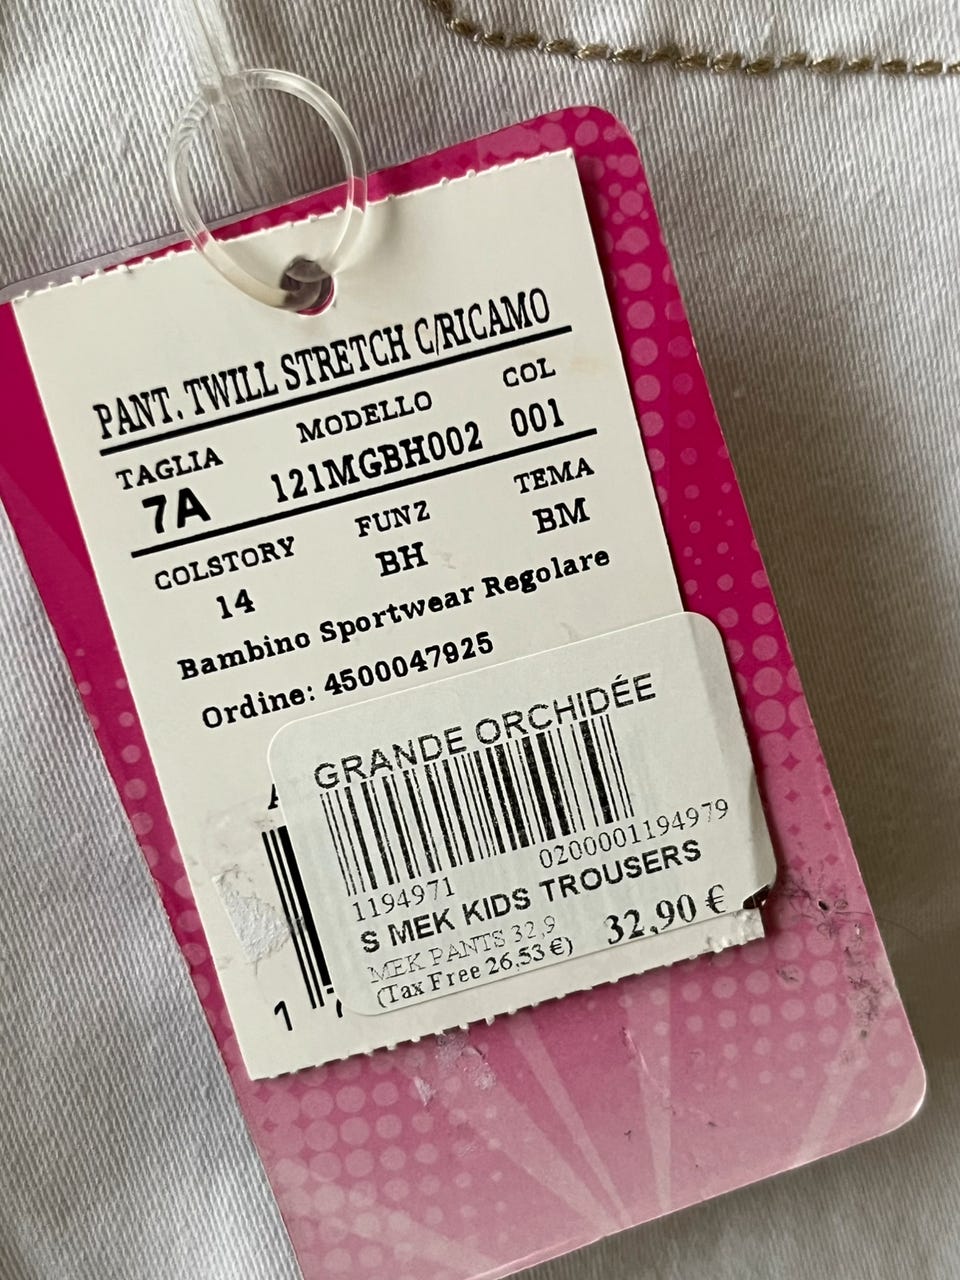 PANT. TWILL STRETCH C/RICAMO
TAGLIA MODELLO COL
7A 121MGBH002 001
COLSTORY FUNZ TEMA
14 BH BM
Bambino Sportwear Regolare
Ordine: 4500047925
GRANDE ORCHIDÉE
1194971 0200001194979
S MEK KIDS TROUSERS
MEK PANTS 32,9 32,90 €
(Tax Free 26,53 €)
1